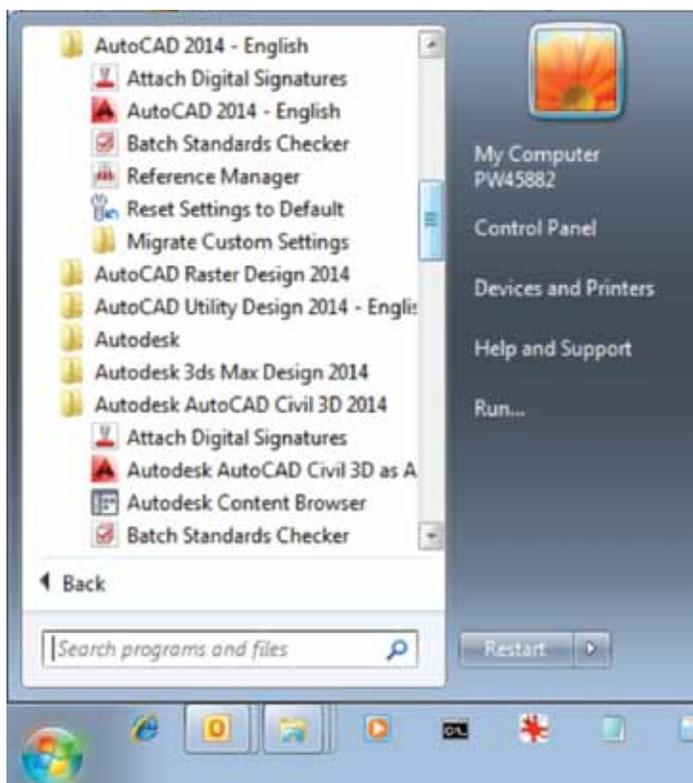 AutoCAD 2014 - English
Attach Digital Signatures
AutoCAD 2014 - English
Batch Standards Checker
Reference Manager
Reset Settings to Default
Migrate Custom Settings
AutoCAD Raster Design 2014
AutoCAD Utility Design 2014 - Englis
Autodesk
Autodesk 3ds Max Design 2014
Autodesk AutoCAD Civil 3D 2014
Attach Digital Signatures
Autodesk AutoCAD Civil 3D as A
Autodesk Content Browser
Batch Standards Checker
Back
Search programs and files
My Computer
PW45882
Control Panel
Devices and Printers
Help and Support
Run...
Restart